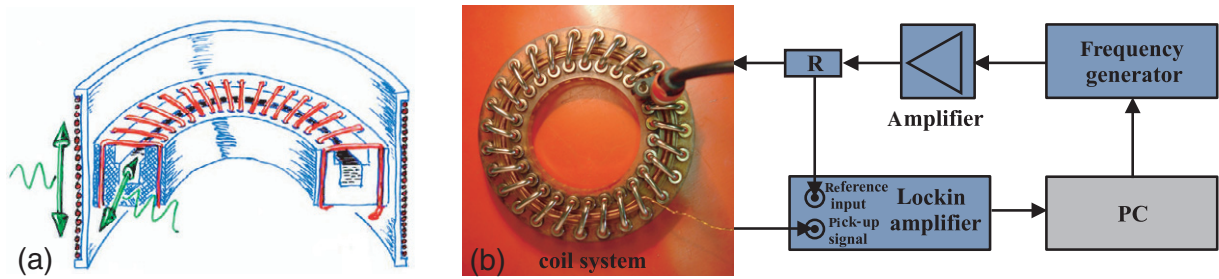 (a)
(b)
coil system
R
Amplifier
Frequency
generator
Reference
input
Pick-up
signal
Lockin
amplifier
PC